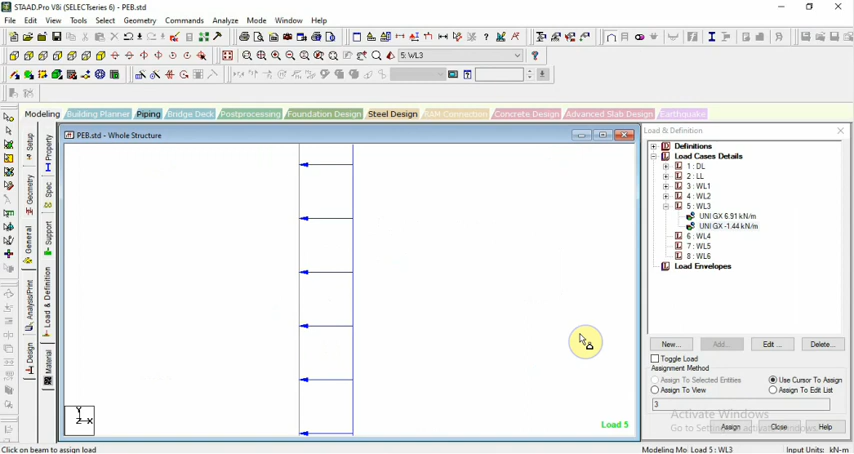 STAAD.Pro V8i (SELECTseries 6) - PEB.std
File Edit View Tools Select Geometry Commands Analyze Mode Window Help
5: WL3
Modeling Building Planner Piping Bridge Deck Postprocessing Foundation Design Steel Design RAM Connection Concrete Design Advanced Slab Design Earthquake
Setup
Geometry
General
Analysis/Print
Design
Property
Spec
Support
Load & Definition
Material
PEB.std - Whole Structure
Y
Z X
Load 5
Load & Definition
Definitions
Load Cases Details
1 : DL
2 : LL
3 : WL1
4 : WL2
5 : WL3
UNI GX 6.91 kN/m
UNI GX -1.44 kN/m
6 : WL4
7 : WL5
8 : WL6
Load Envelopes
New... Add... Edit ... Delete...
Toggle Load
Assignment Method
Assign To Selected Entities Use Cursor To Assign
Assign To View Assign To Edit List
3
Activate Windows
Assign Close Help
Click on beam to assign load
Modeling Mo Load 5 : WL3 Input Units: kN-m